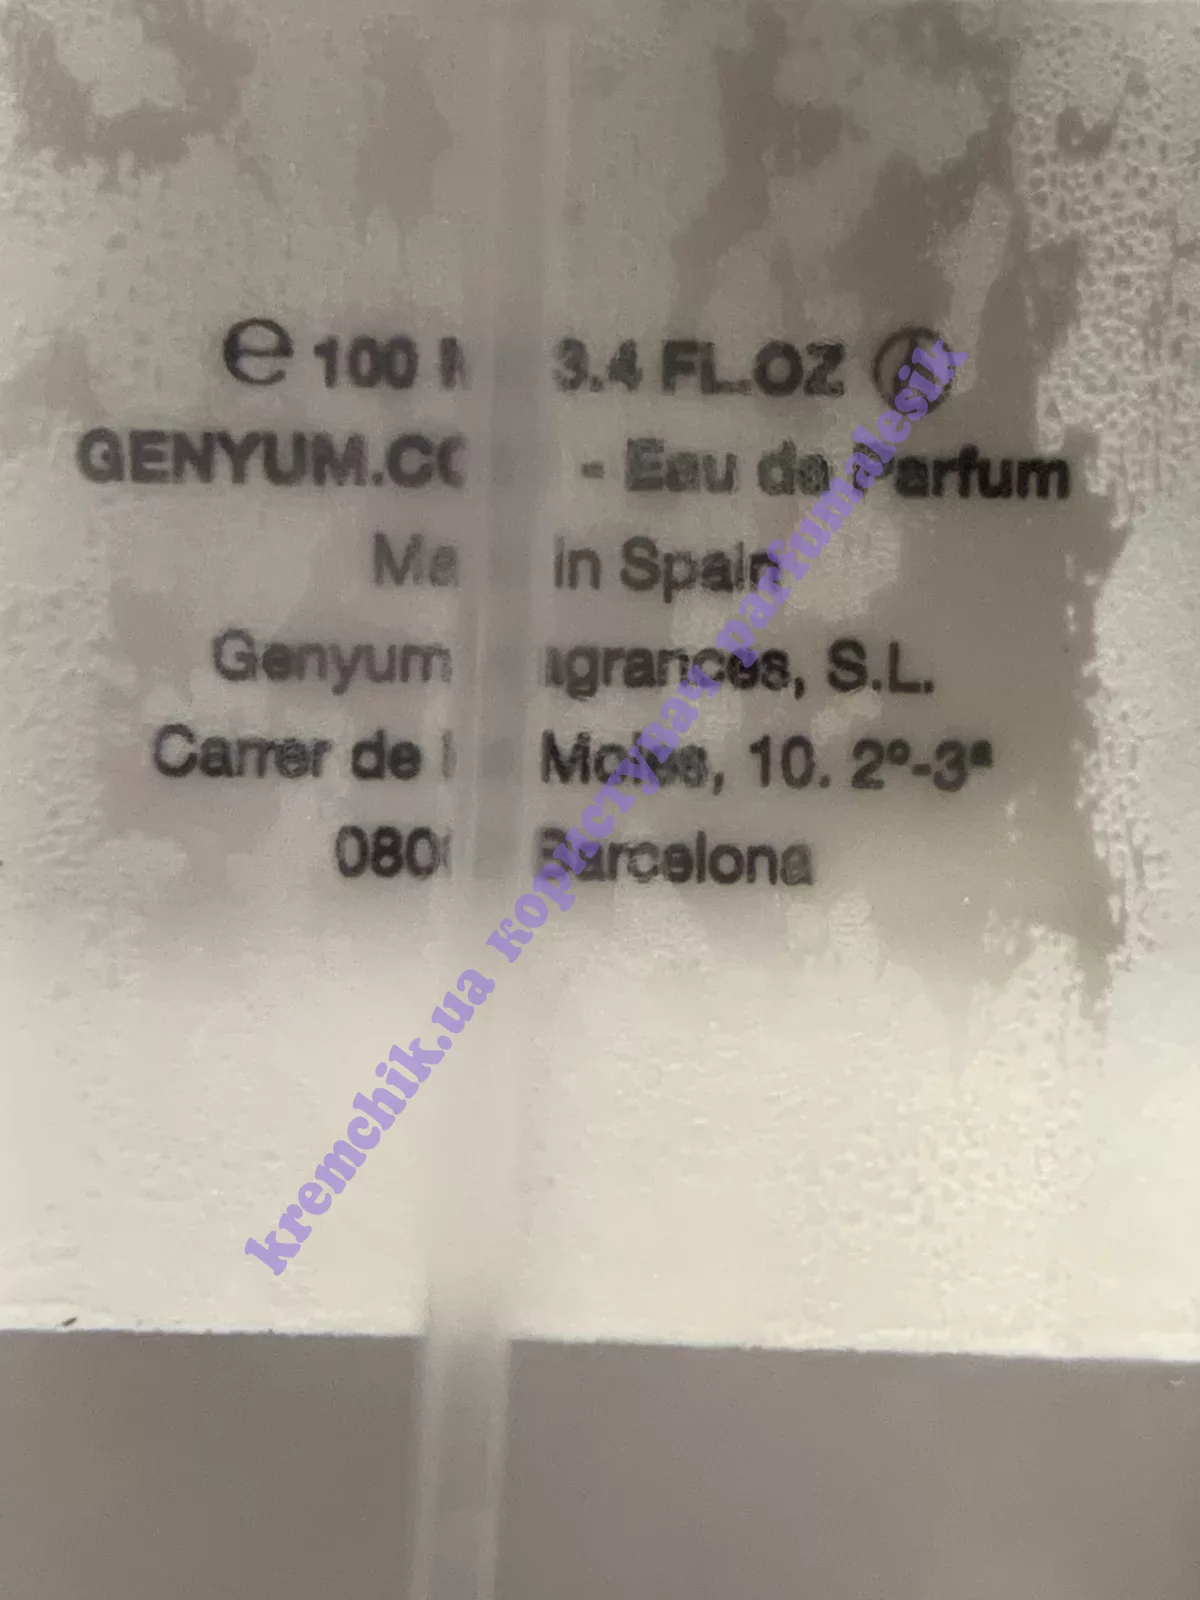 ℮ 100 M 3.4 FL.OZ
GENYUM.CO - Eau de Parfum
Ma in Spain
Genyum agrances, S.L.
Carrer de Moles, 10. 2º-3ª
080 Barcelona
kremchik.ua користувач parfumalesik